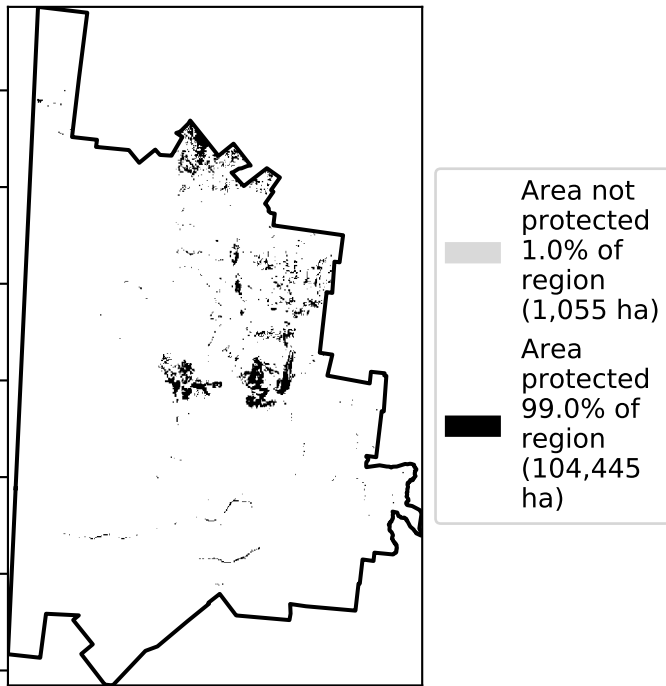 Area not
protected
1.0% of
region
(1,055 ha)
Area
protected
99.0% of
region
(104,445
ha)